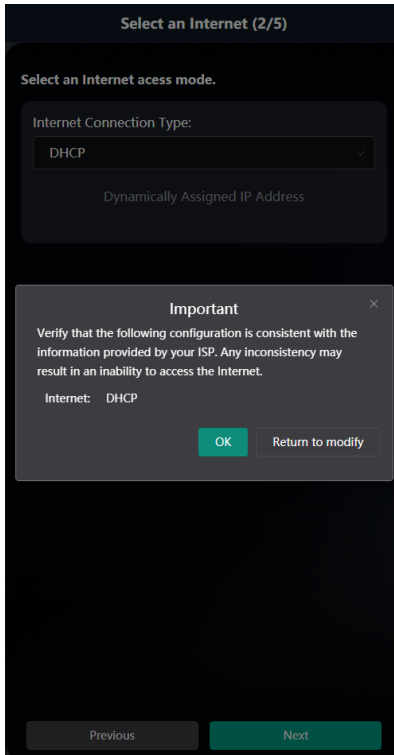 Select an Internet (2/5)
Select an Internet acess mode.
Internet Connection Type:
DHCP
Dynamically Assigned IP Address
Important
Verify that the following configuration is consistent with the
information provided by your ISP. Any inconsistency may
result in an inability to access the Internet.
Internet: DHCP
OK Return to modify
Previous Next